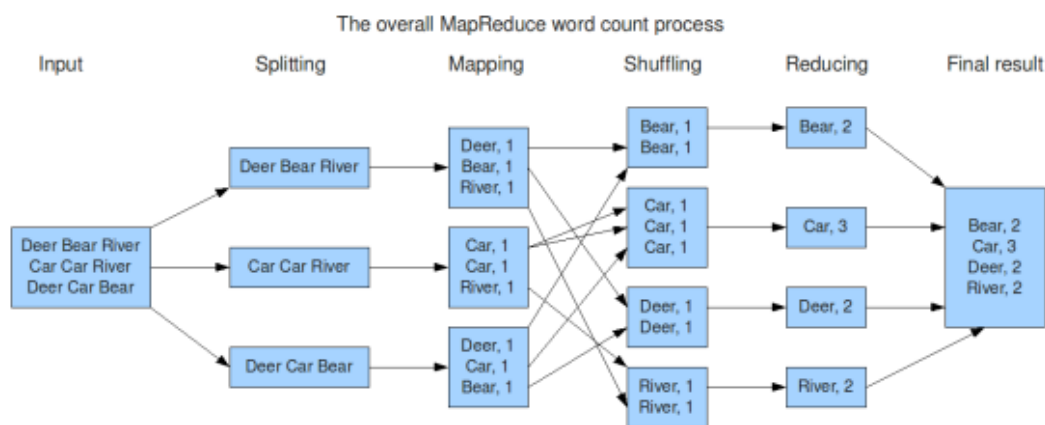 The overall MapReduce word count process
Input
Splitting
Mapping
Shuffling
Reducing
Final result
Deer Bear River
Car Car River
Deer Car Bear
Deer Bear River
Car Car River
Deer Car Bear
Deer, 1
Bear, 1
River, 1
Car, 1
Car, 1
River, 1
Deer, 1
Car, 1
Bear, 1
Bear, 1
Bear, 1
Car, 1
Car, 1
Car, 1
Deer, 1
Deer, 1
River, 1
River, 1
Bear, 2
Car, 3
Deer, 2
River, 2
Bear, 2
Car, 3
Deer, 2
River, 2